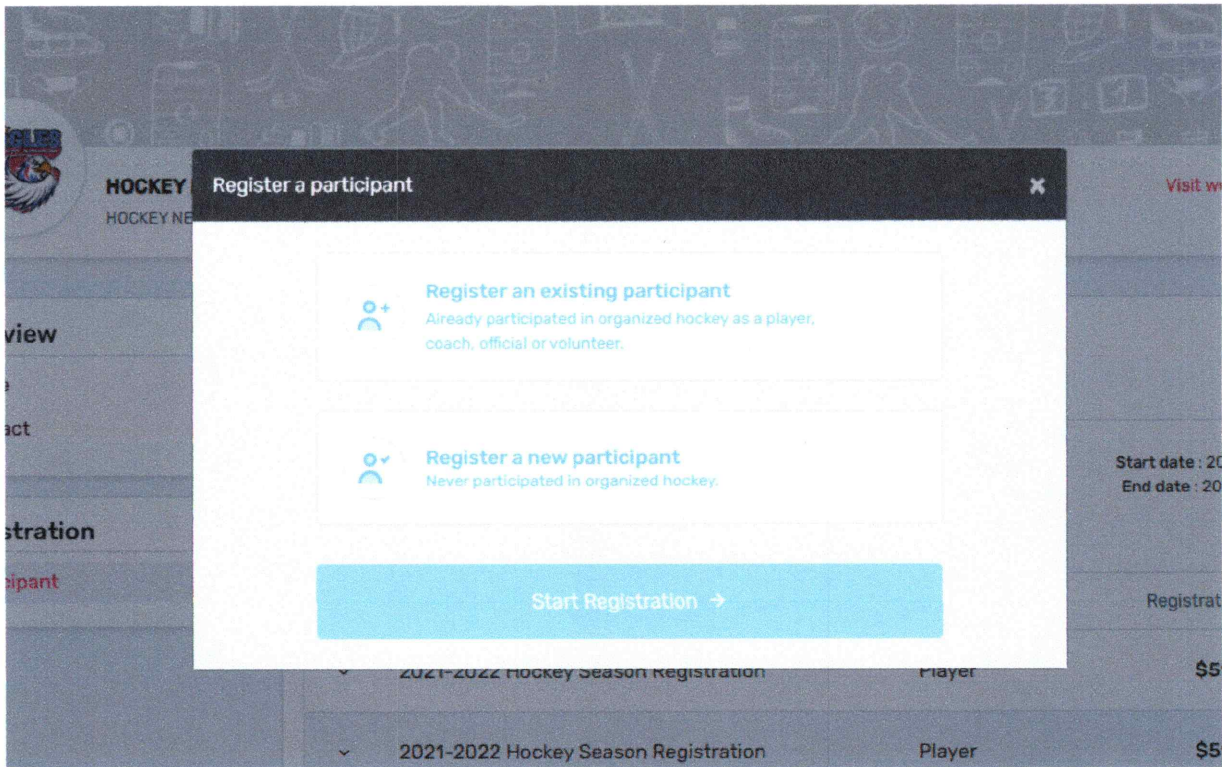 HOCKEY
HOCKEY NE
Register a participant
Visit w
Register an existing participant
Already participated in organized hockey as a player,
coach, official or volunteer.
view
act
Register a new participant
Never participated in organized hockey.
Start date : 20
End date : 20
stration
cipant
Start Registration →
Registrat
2021-2022 Hockey Season Registration Player $5
2021-2022 Hockey Season Registration Player $5